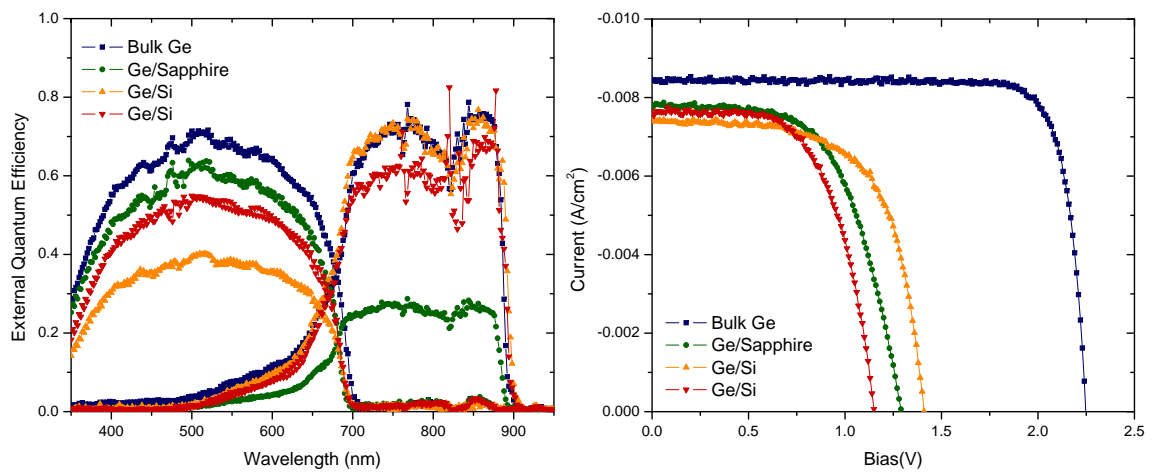 1.0
0.8
0.6
0.4
0.2
0.0
External Quantum Efficiency
Bulk Ge
Ge/Sapphire
Ge/Si
Ge/Si
400 500 600 700 800 900
Wavelength (nm)
-0.010
-0.008
-0.006
-0.004
-0.002
0.000
Current (A/cm²)
Bulk Ge
Ge/Sapphire
Ge/Si
Ge/Si
0.0 0.5 1.0 1.5 2.0 2.5
Bias(V)